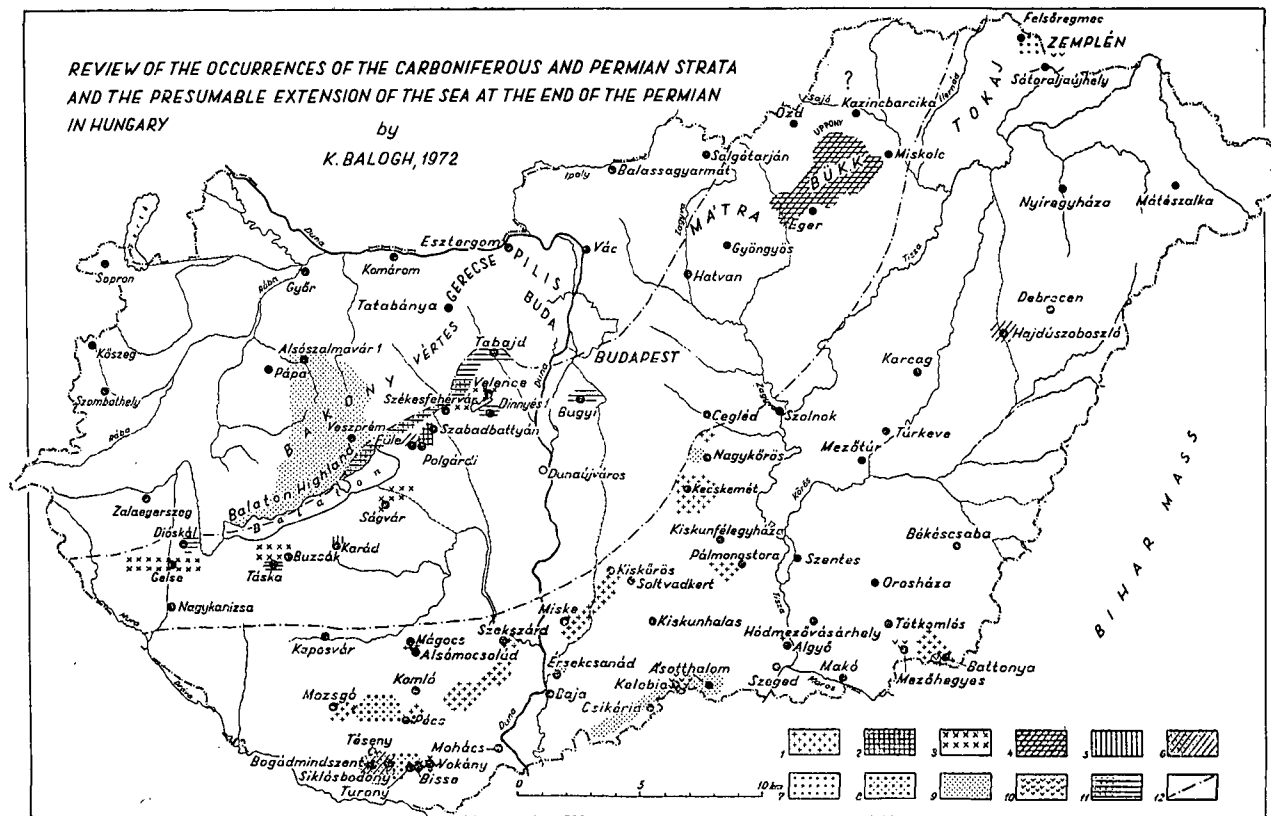 REVIEW OF THE OCCURRENCES OF THE CARBONIFEROUS AND PERMIAN STRATA
AND THE PRESUMABLE EXTENSION OF THE SEA AT THE END OF THE PERMIAN
IN HUNGARY
by
K. BALOGH, 1972
Felsőregmec
ZEMPLÉN
Sátoraljaújhely
TOKAJ
Hernád
?
Sajó
Kazincbarcika
Ózd
UPPONY
Miskolc
BÜKK
Salgótarján
Balassagyarmat
Ipoly
Zagyva
MÁTRA
Eger
Gyöngyös
Hatvan
Nyíregyháza
Mátészalka
Tisza
Debrecen
Hajdúszoboszló
Karcag
Duna
Esztergom
Vác
Komárom
PILIS
BUDA
GERECSE
Tatabánya
Sopron
Rába
Győr
VÉRTES
Tabajd
BUDAPEST
Duna
Kőszeg
Alsószalmavár 1
Pápa
Szombathely
Rába
BAKONY
Velence
Székesfehérvár
Dinnyés
Bugyi
Veszprém
Szabadbattyán
Füle
Polgárdi
Balaton Highland
Balaton
Dunaújváros
Cegléd
Zagyva
Szolnok
Túrkeve
Mezőtúr
Nagykőrös
Kecskemét
Körös
BIHAR MASS
Zalaegerszeg
Ságvár
Dióskál
Karád
Buzsák
Gelse
Táska
Kiskunfélegyháza
Pálmonostora
Szentes
Békéscsaba
Kiskőrös
Soltvadkert
Orosháza
Nagykanizsa
Mura
Miske
Kiskunhalas
Tisza
Hódmezővásárhely
Tótkomlós
Szekszárd
Kaposvár
Mágocs
Alsómocsolád
Algyő
Battonya
Érsekcsanád
Ásotthalom
Kelebia
Szeged
Makó
Maros
Mezőhegyes
Komló
Baja
Csikéria
Mozsgó
Pécs
Dráva
Duna
Téseny
Mohács
Bogádmindszent
Vokány
Siklósbodony
Bissa
Turony
0 5 10 km
1 2 3 4 5 6
7 8 9 10 11 12